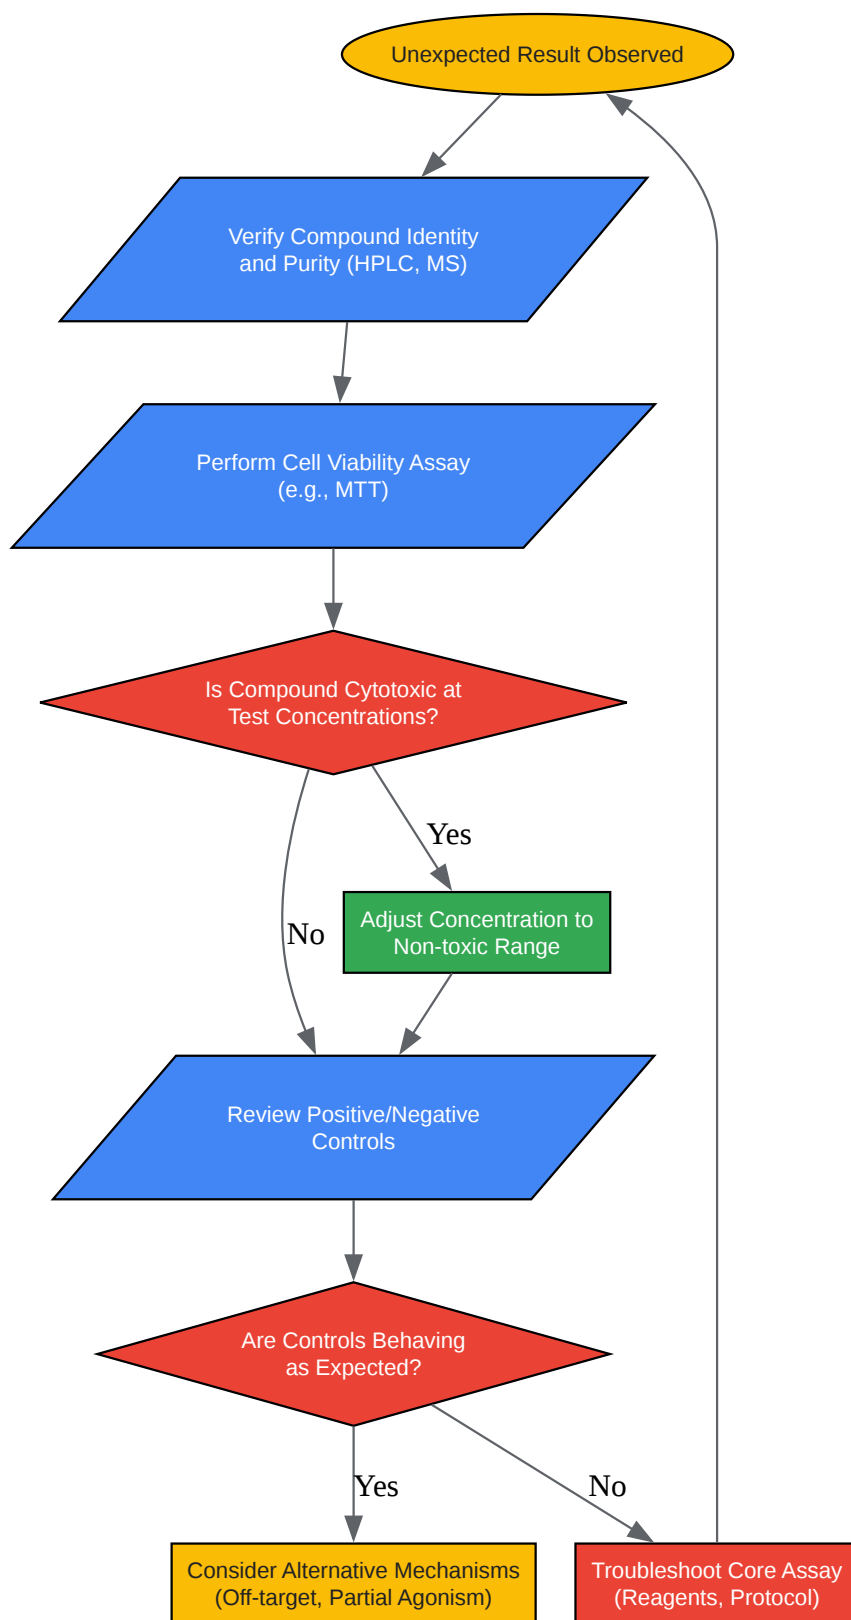 Unexpected Result Observed
Verify Compound Identity
and Purity (HPLC, MS)
Perform Cell Viability Assay
(e.g., MTT)
Is Compound Cytotoxic at
Test Concentrations?
Yes
No
Adjust Concentration to
Non-toxic Range
Review Positive/Negative
Controls
Are Controls Behaving
as Expected?
Yes
No
Consider Alternative Mechanisms
(Off-target, Partial Agonism)
Troubleshoot Core Assay
(Reagents, Protocol)